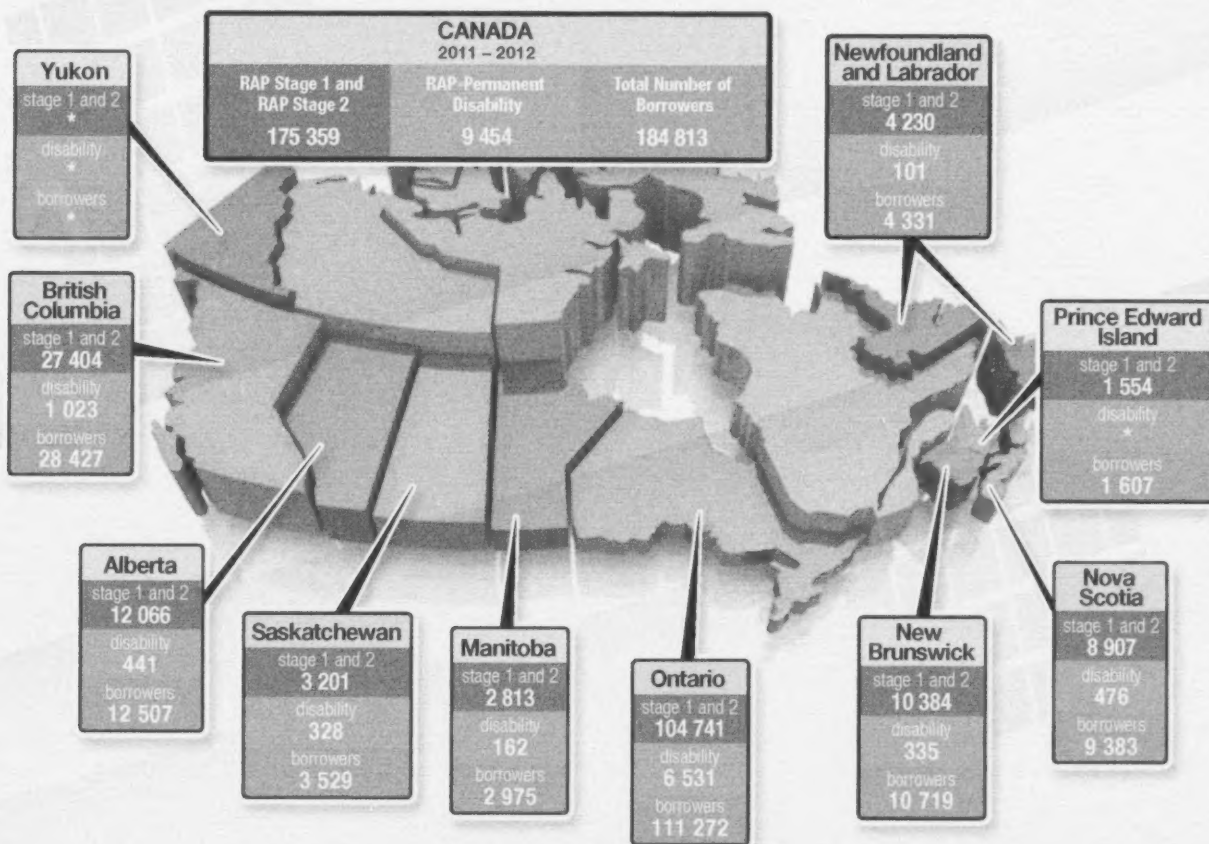 CANADA
2011 – 2012
RAP Stage 1 and
RAP Stage 2
175 359
RAP-Permanent
Disability
9 454
Total Number of
Borrowers
184 813
Yukon
stage 1 and 2
*
disability
*
borrowers
*
Newfoundland
and Labrador
stage 1 and 2
4 230
disability
101
borrowers
4 331
British
Columbia
stage 1 and 2
27 404
disability
1 023
borrowers
28 427
Prince Edward
Island
stage 1 and 2
1 554
disability
*
borrowers
1 607
Alberta
stage 1 and 2
12 066
disability
441
borrowers
12 507
Saskatchewan
stage 1 and 2
3 201
disability
328
borrowers
3 529
Manitoba
stage 1 and 2
2 813
disability
162
borrowers
2 975
Ontario
stage 1 and 2
104 741
disability
6 531
borrowers
111 272
New
Brunswick
stage 1 and 2
10 384
disability
335
borrowers
10 719
Nova
Scotia
stage 1 and 2
8 907
disability
476
borrowers
9 383